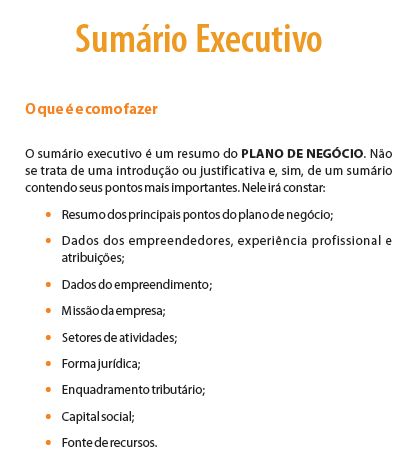 Sumário Executivo
O que é e como fazer
O sumário executivo é um resumo do PLANO DE NEGÓCIO. Não
se trata de uma introdução ou justificativa e, sim, de um sumário
contendo seus pontos mais importantes. Nele irá constar:
• Resumo dos principais pontos do plano de negócio;
• Dados dos empreendedores, experiência profissional e
atribuições;
• Dados do empreendimento;
• Missão da empresa;
• Setores de atividades;
• Forma jurídica;
• Enquadramento tributário;
• Capital social;
• Fonte de recursos.